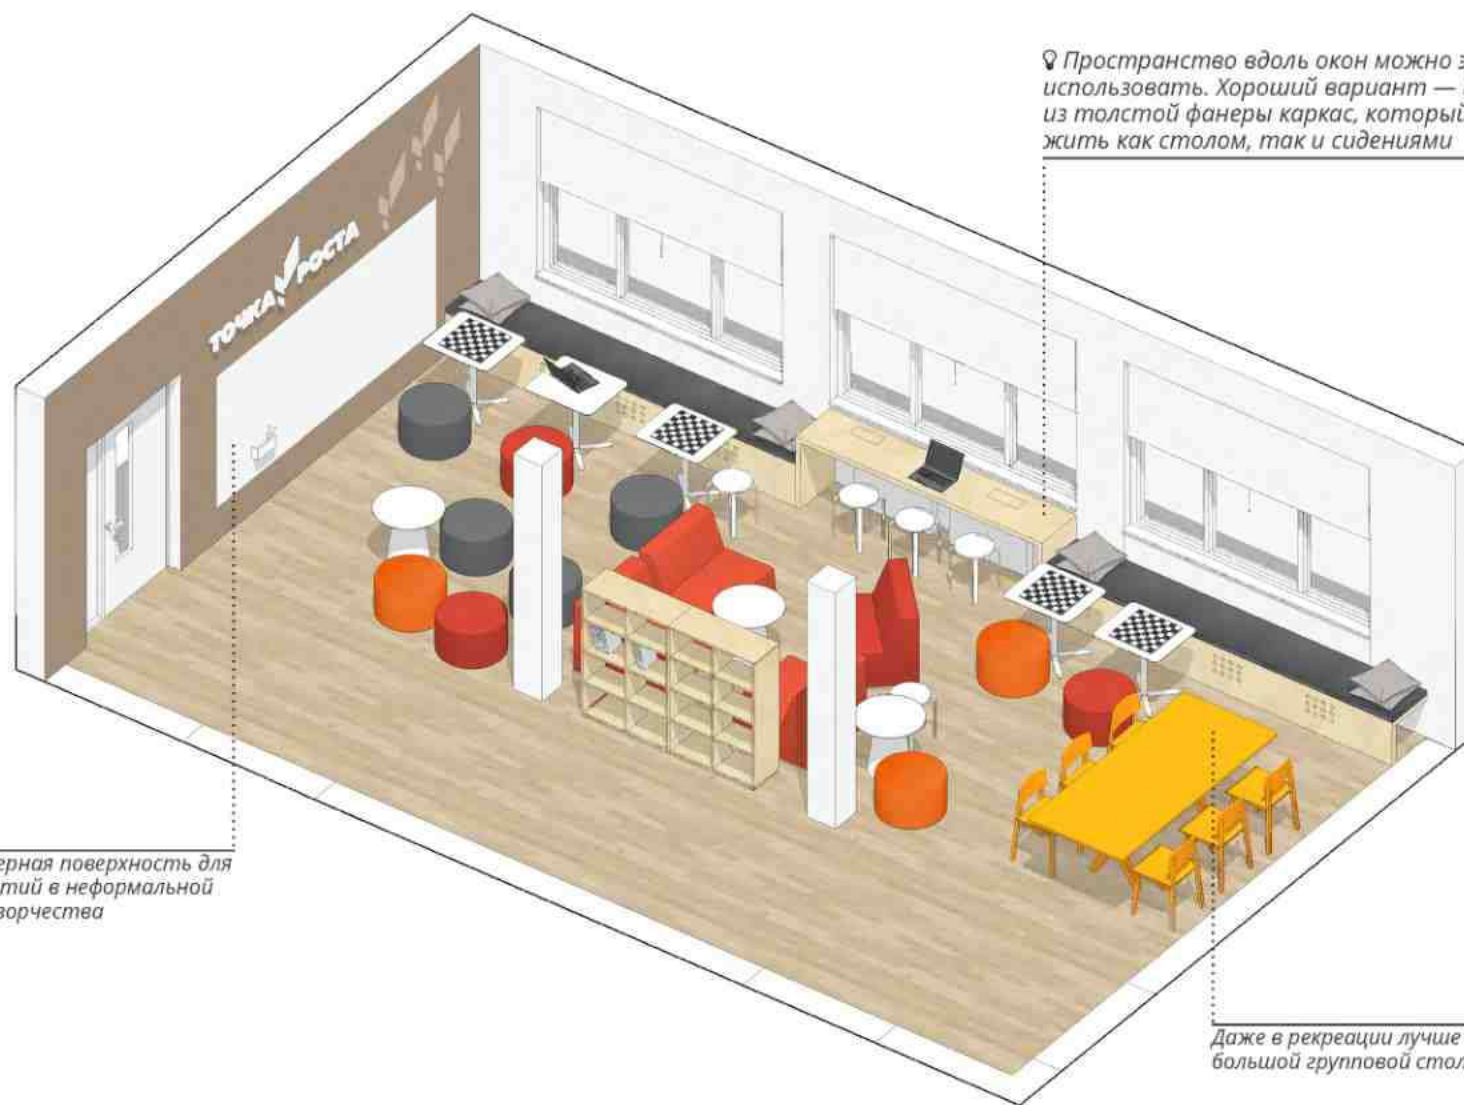 Пространство вдоль окон можно
использовать. Хороший вариант —
из толстой фанеры каркас, который
жить как столом, так и сидениями
ТОЧКА РОСТА
ерная поверхность для
тий в неформальной
ворчества
Даже в рекреации лучше
большой групповой стол